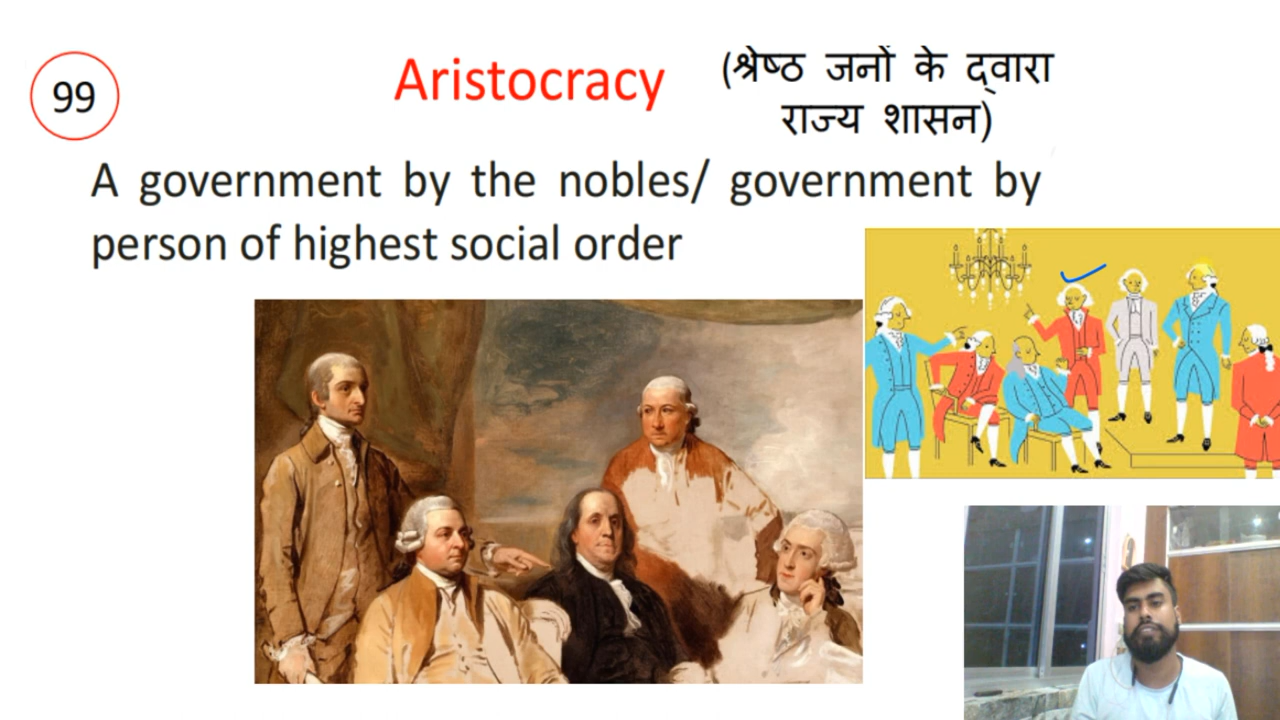 99
Aristocracy
(श्रेष्ठ जनों के द्वारा
राज्य शासन)
A government by the nobles/ government by
person of highest social order